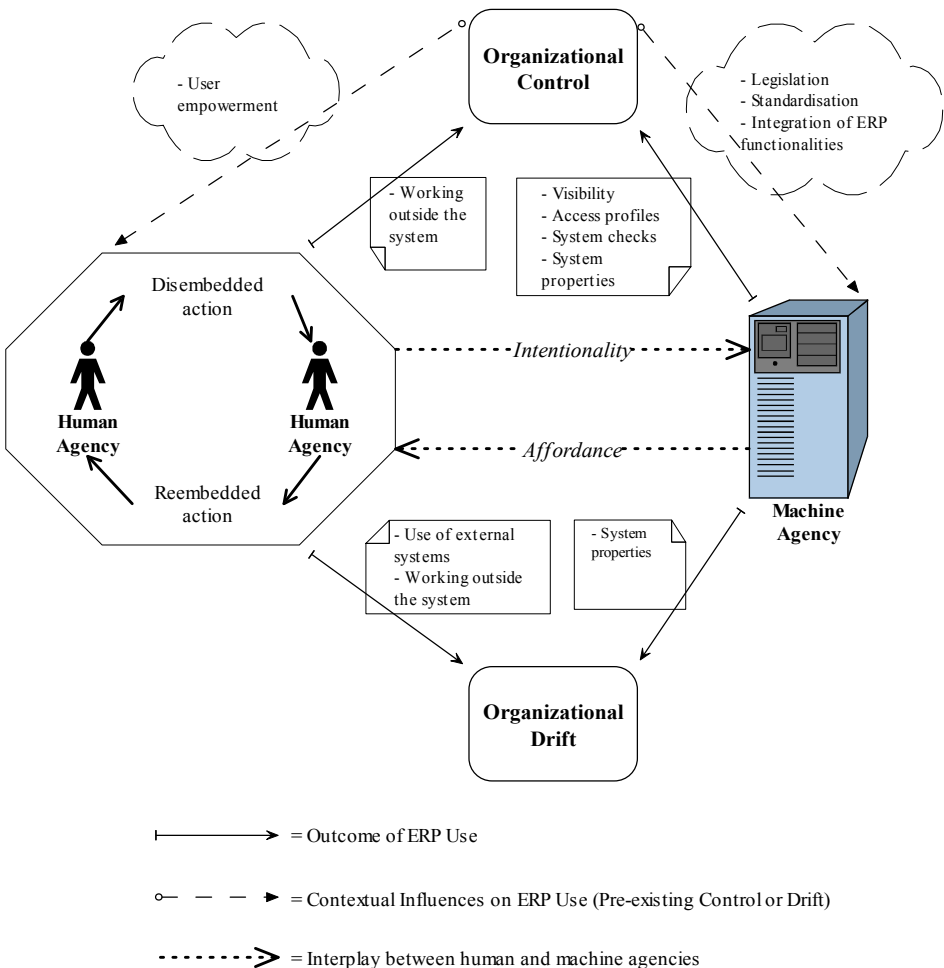 Organizational
Control
- User
empowerment
- Legislation
- Standardisation
- Integration of ERP
functionalities
- Working
outside the
system
- Visibility
- Access profiles
- System checks
- System
properties
Disembedded
action
Human
Agency
Human
Agency
Reembedded
action
Intentionality
Affordance
Machine
Agency
- Use of external
systems
- Working outside
the system
- System
properties
Organizational
Drift
= Outcome of ERP Use
= Contextual Influences on ERP Use (Pre-existing Control or Drift)
= Interplay between human and machine agencies